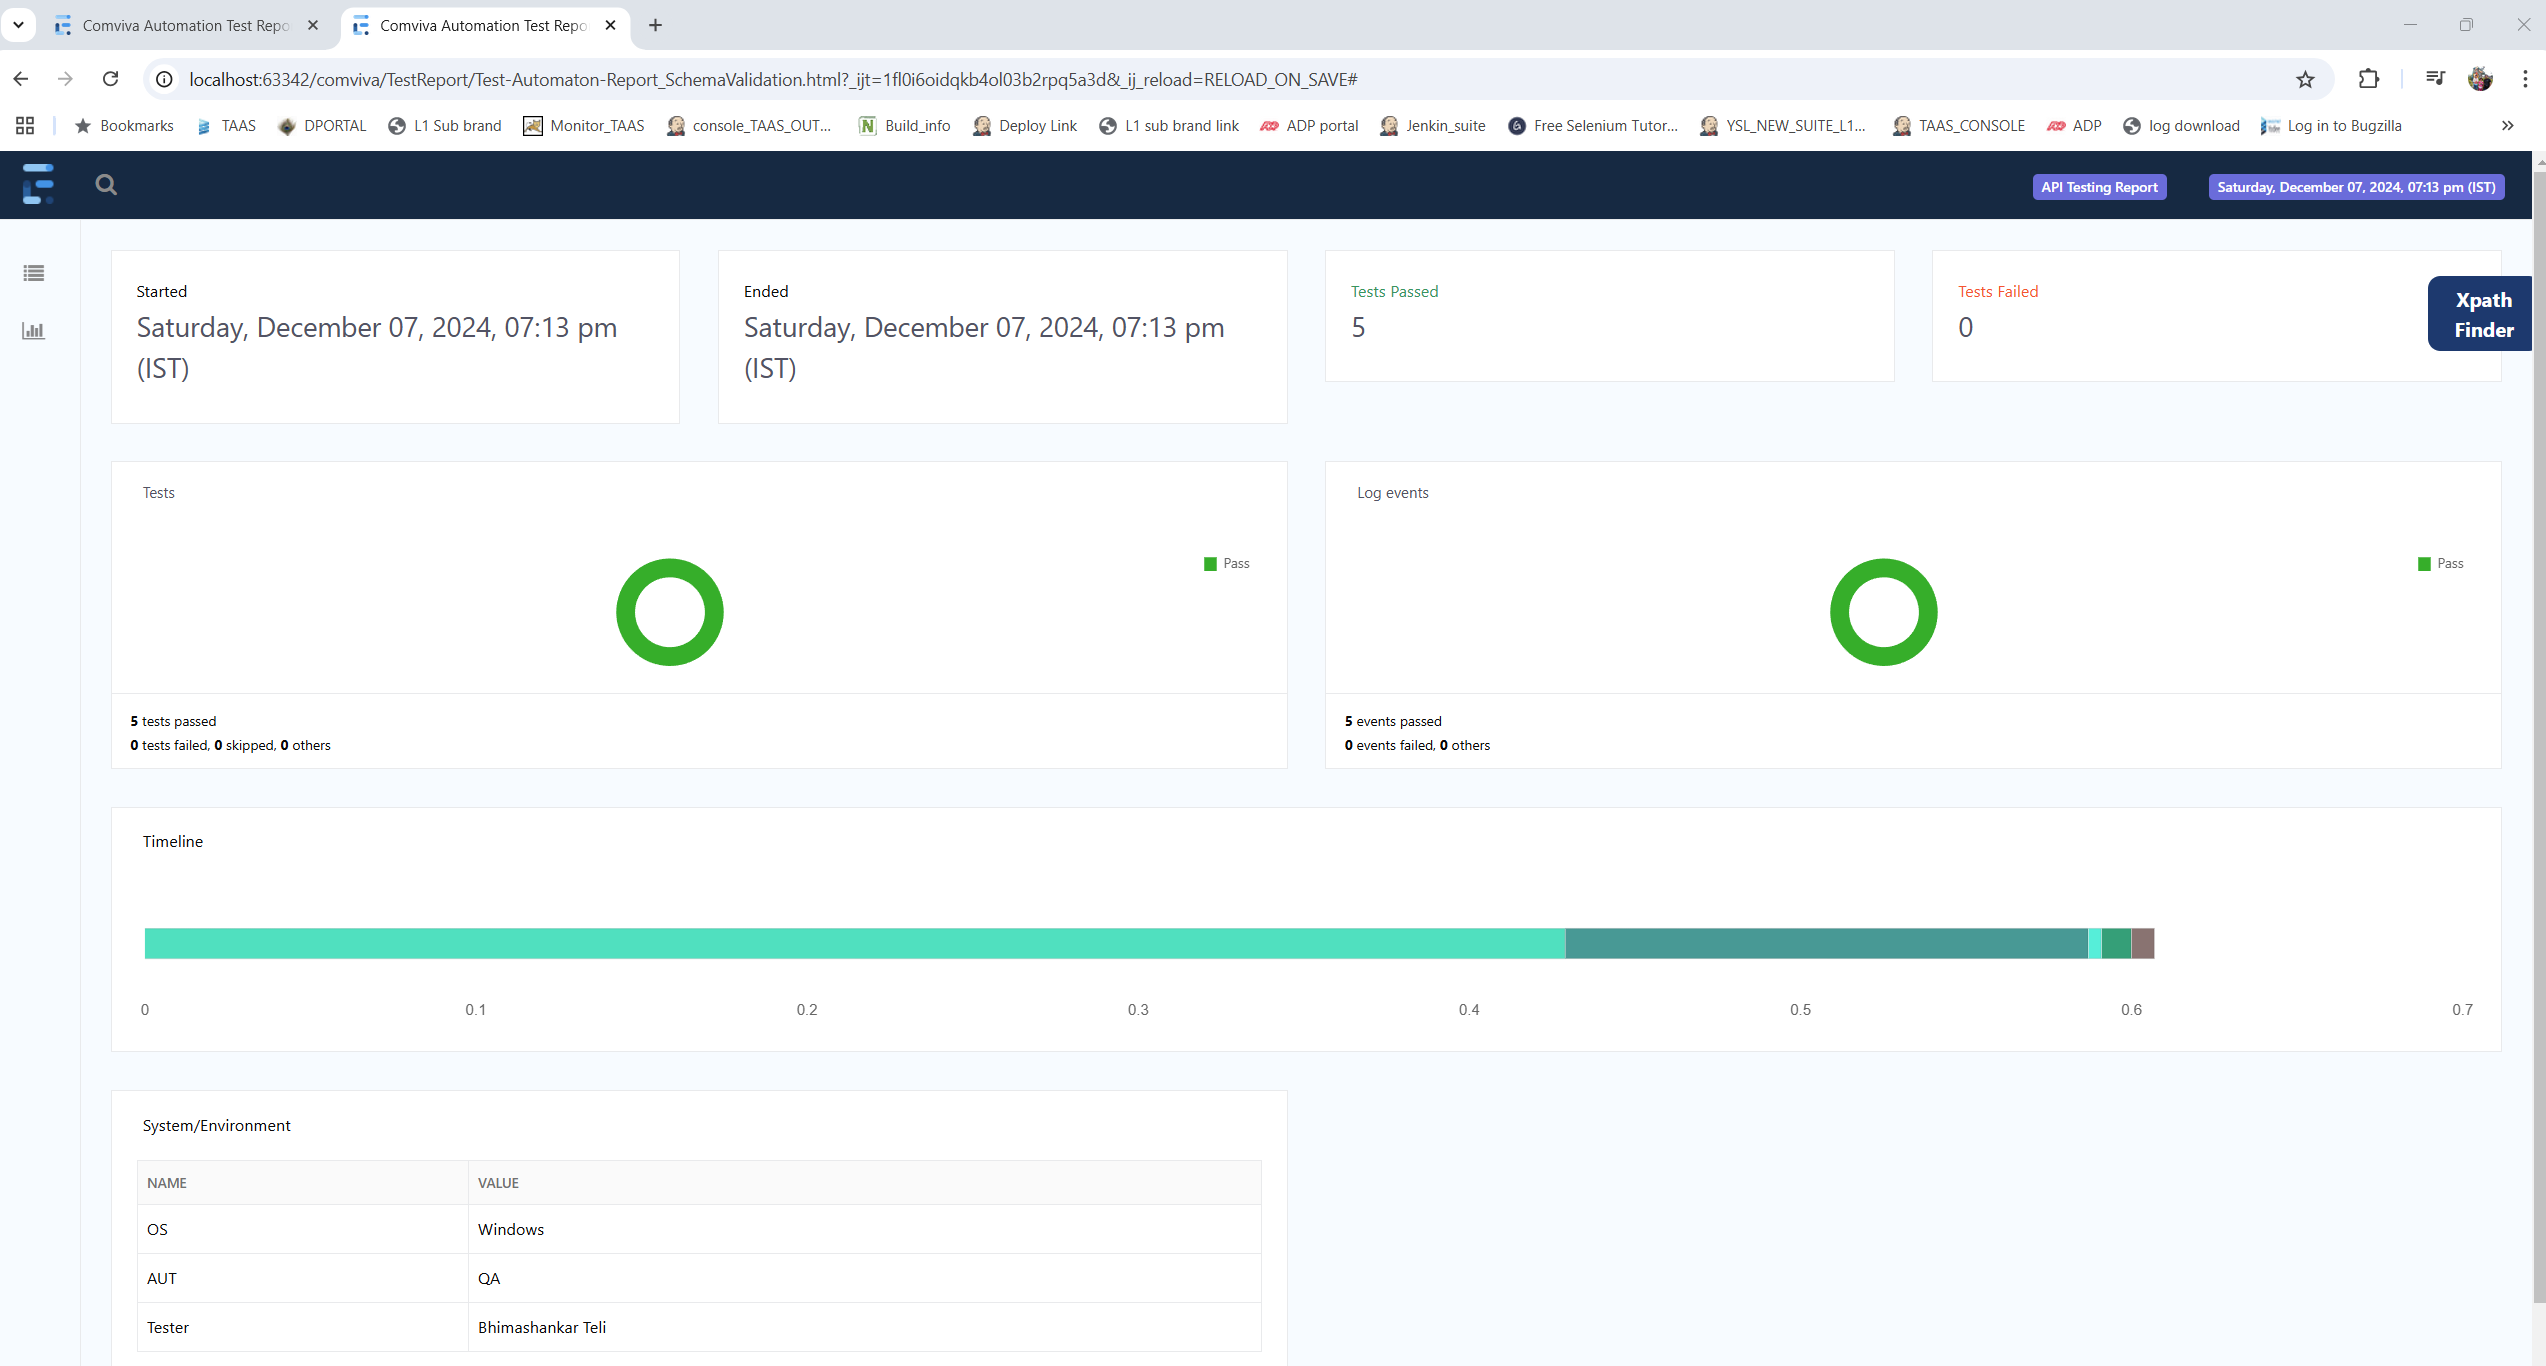 Comviva Automation Test Repo
Comviva Automation Test Repo
localhost:63342/comviva/TestReport/Test-Automaton-Report_SchemaValidation.html?_ijt=1fl0i6oidqkb4ol03b2rpq5a3d&_ij_reload=RELOAD_ON_SAVE#
Bookmarks TAAS DPORTAL L1 Sub brand Monitor_TAAS console_TAAS_OUT... Build_info Deploy Link L1 sub brand link ADP portal Jenkin_suite Free Selenium Tutor... YSL_NEW_SUITE_L1... TAAS_CONSOLE ADP log download Log in to Bugzilla
API Testing Report Saturday, December 07, 2024, 07:13 pm (IST)
Started
Saturday, December 07, 2024, 07:13 pm
(IST)
Ended
Saturday, December 07, 2024, 07:13 pm
(IST)
Tests Passed
5
Tests Failed
0
Xpath
Finder
Tests
Pass
5 tests passed
0 tests failed, 0 skipped, 0 others
Log events
Pass
5 events passed
0 events failed, 0 others
Timeline
0 0.1 0.2 0.3 0.4 0.5 0.6 0.7
System/Environment
NAME VALUE
OS Windows
AUT QA
Tester Bhimashankar Teli